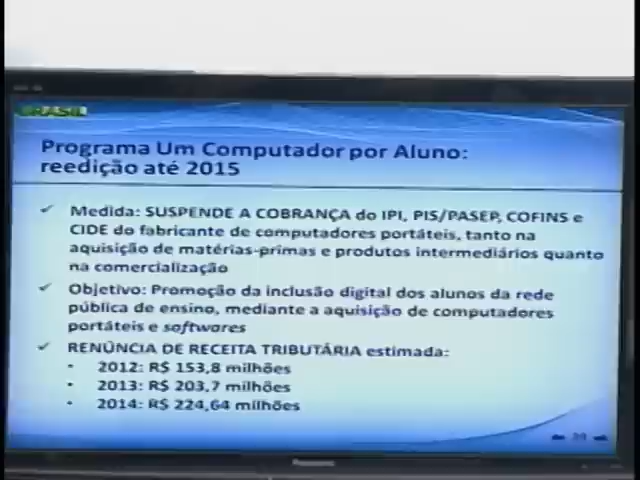 BRASIL
Programa Um Computador por Aluno:
reedição até 2015
✓ Medida: SUSPENDE A COBRANÇA do IPI, PIS/PASEP, COFINS e
CIDE do fabricante de computadores portáteis, tanto na
aquisição de matérias-primas e produtos intermediários quanto
na comercialização
✓ Objetivo: Promoção da inclusão digital dos alunos da rede
pública de ensino, mediante a aquisição de computadores
portáteis e softwares
✓ RENÚNCIA DE RECEITA TRIBUTÁRIA estimada:
• 2012: R$ 153,8 milhões
• 2013: R$ 203,7 milhões
• 2014: R$ 224,64 milhões
Panasonic